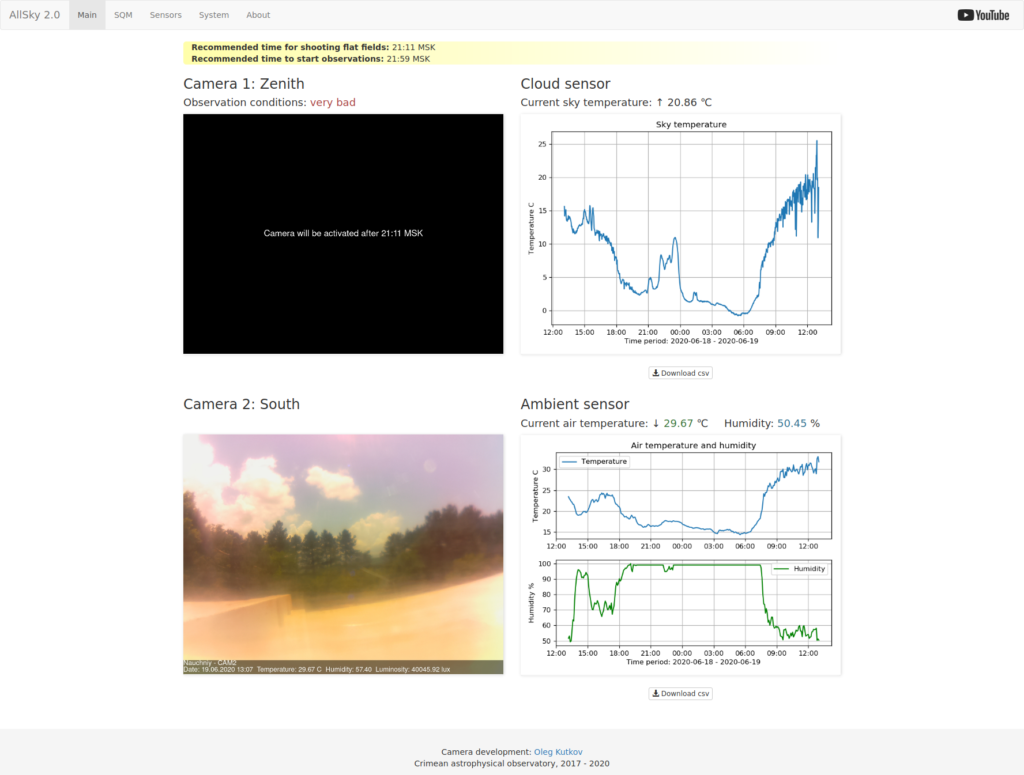 AllSky 2.0 Main SQM Sensors System About YouTube
Recommended time for shooting flat fields: 21:11 MSK
Recommended time to start observations: 21:59 MSK
Camera 1: Zenith
Observation conditions: very bad
Camera will be activated after 21:11 MSK
Cloud sensor
Current sky temperature: ↑ 20.86 ℃
Sky temperature
Temperature C
25
20
15
10
5
0
12:00 15:00 18:00 21:00 00:00 03:00 06:00 09:00 12:00
Time period: 2020-06-18 - 2020-06-19
Download csv
Camera 2: South
Nauchniy - CAM2
Date: 19.06.2020 13:07 Temperature: 29.67 C Humidity: 57.40 Luminosity: 40045.92 lux
Ambient sensor
Current air temperature: ↓ 29.67 ℃ Humidity: 50.45 %
Air temperature and humidity
Temperature
Temperature C
30
25
20
15
12:00 15:00 18:00 21:00 00:00 03:00 06:00 09:00 12:00
Humidity
Humidity %
100
90
80
70
60
50
12:00 15:00 18:00 21:00 00:00 03:00 06:00 09:00 12:00
Time period: 2020-06-18 - 2020-06-19
Download csv
Camera development: Oleg Kutkov
Crimean astrophysical observatory, 2017 - 2020